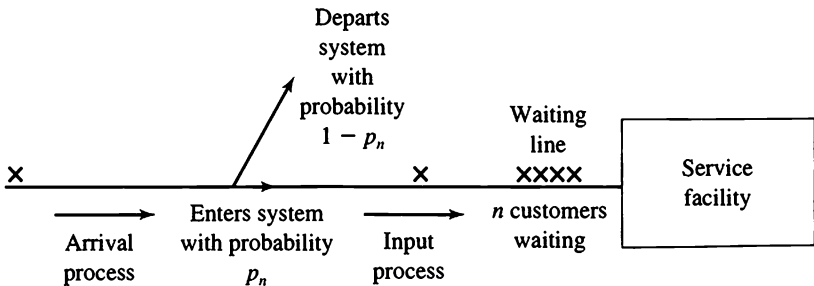 Departs
system
with
probability
1 − pₙ
Waiting
line
Service
facility
Enters system
with probability
pₙ
n customers
waiting
Arrival
process
Input
process